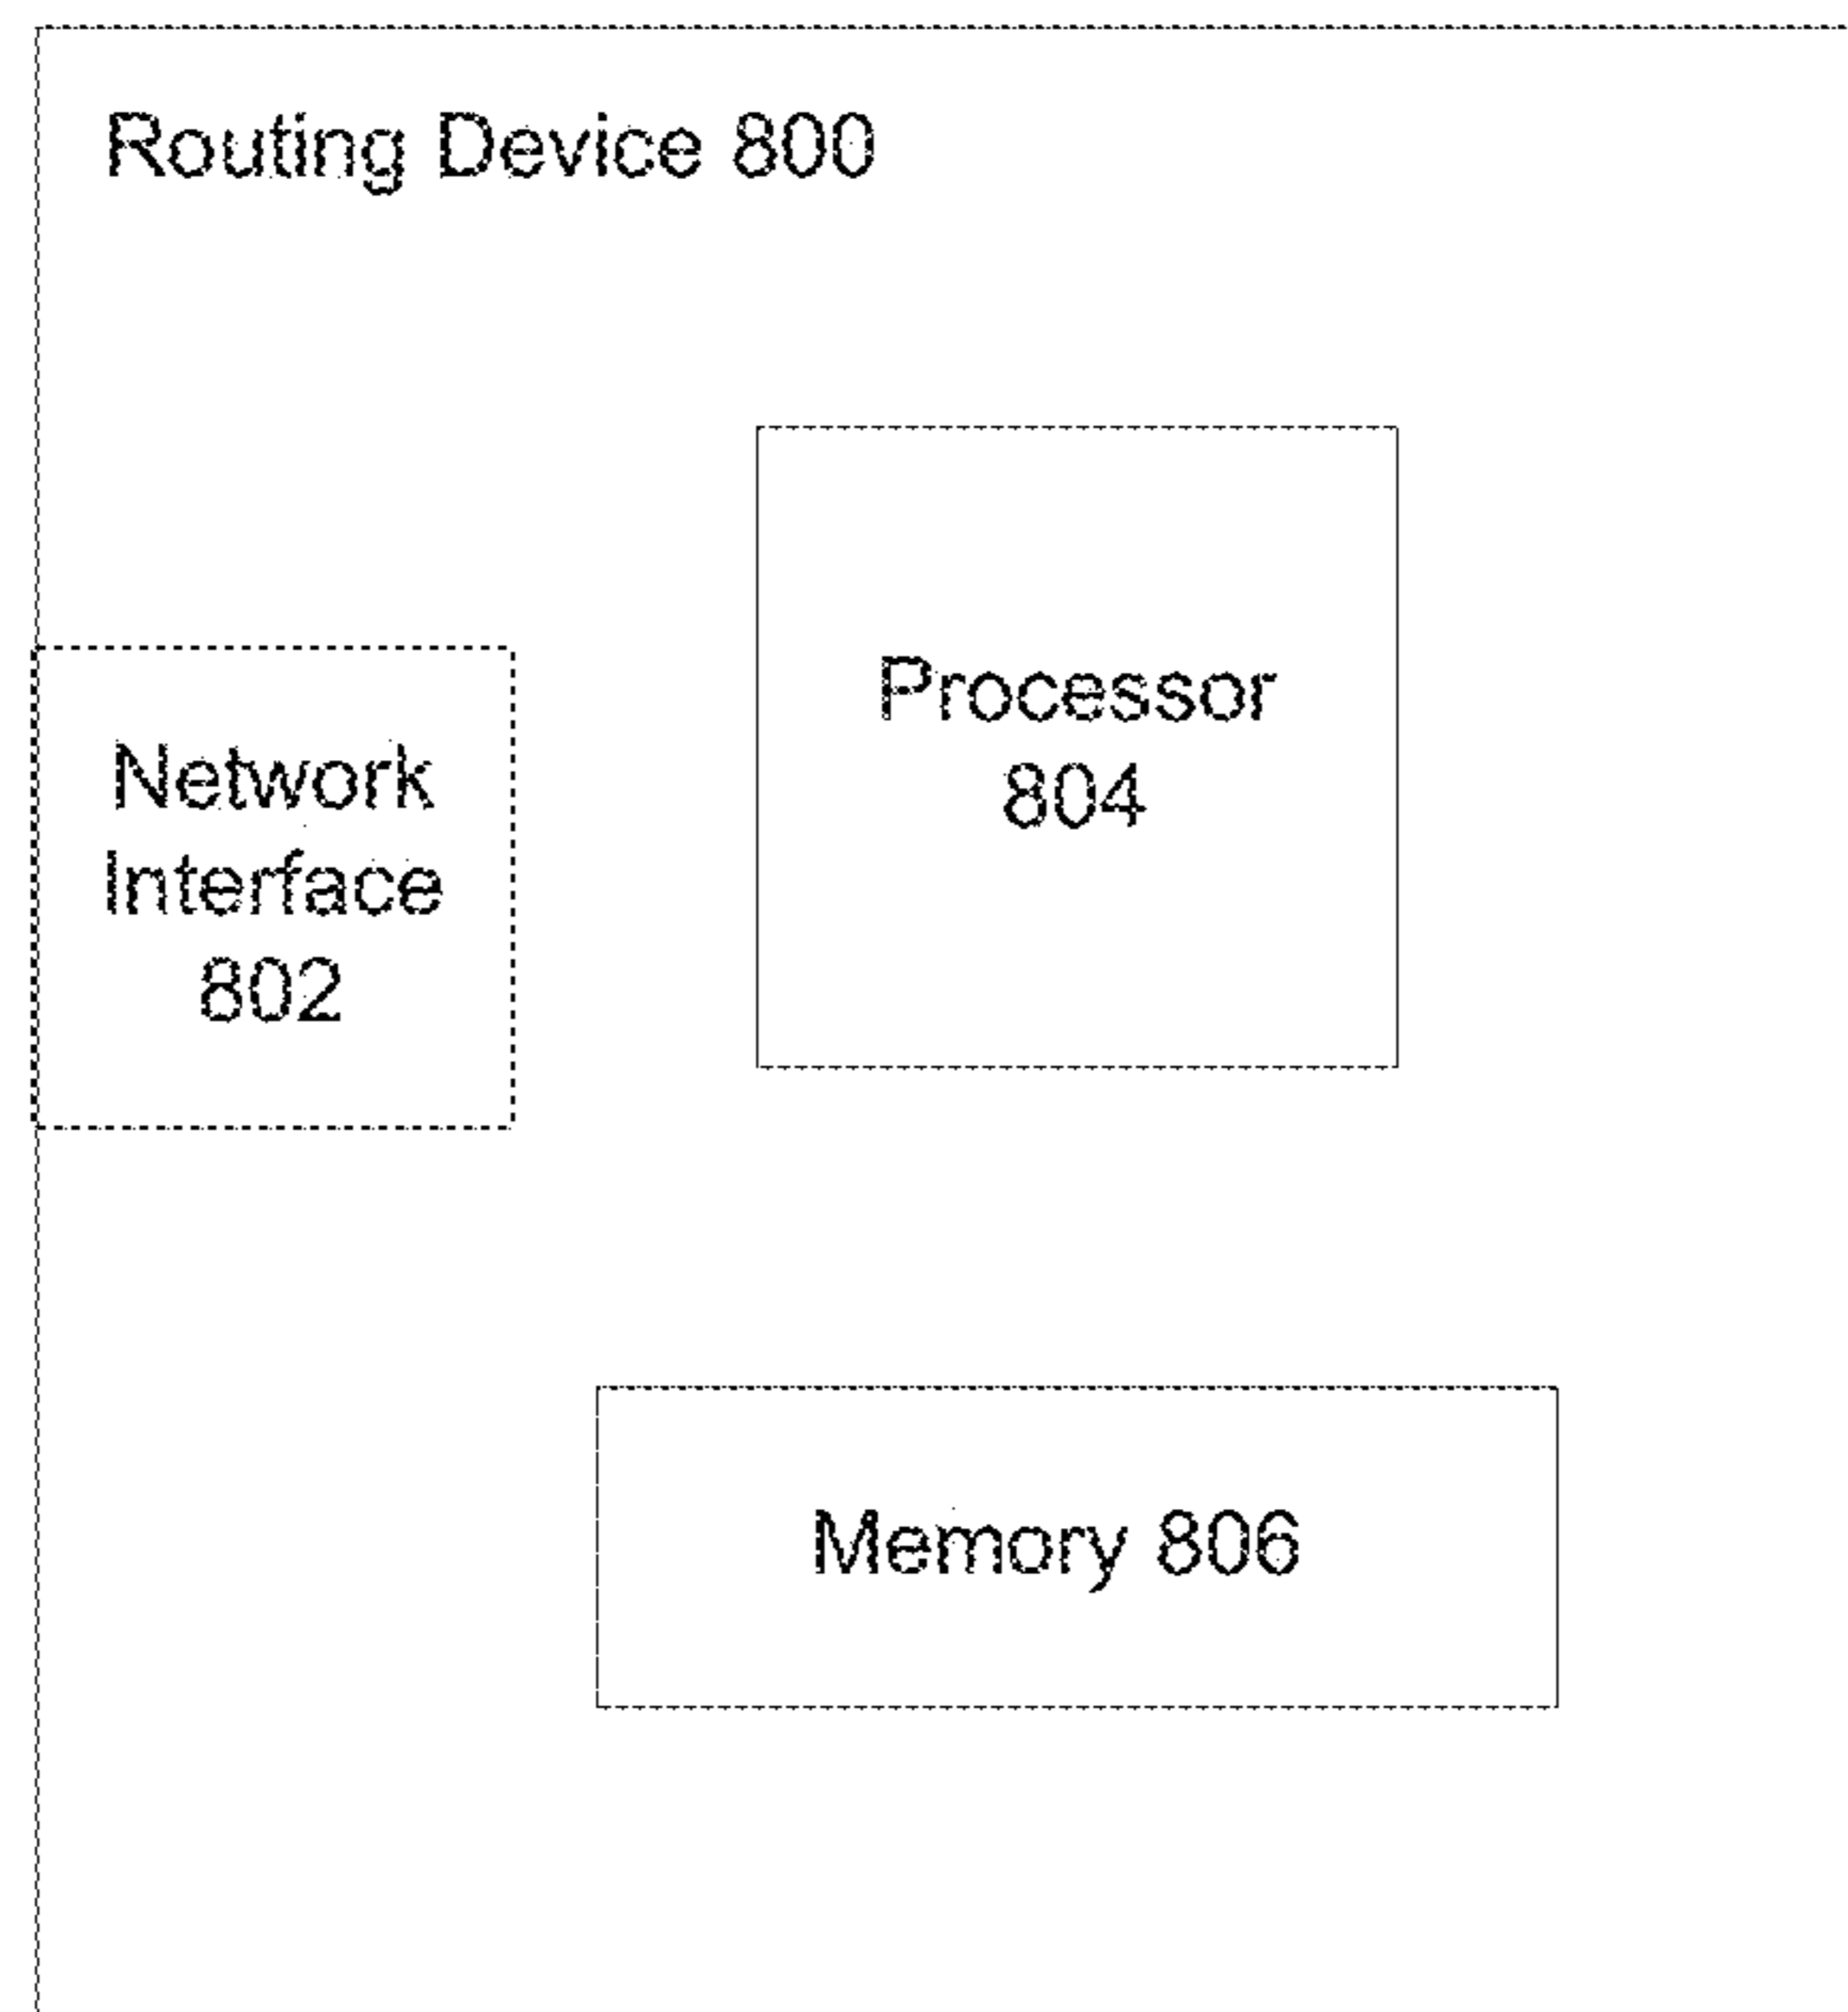 Routing Device 800
Processor
804
Network
Interface
802
Memory 806